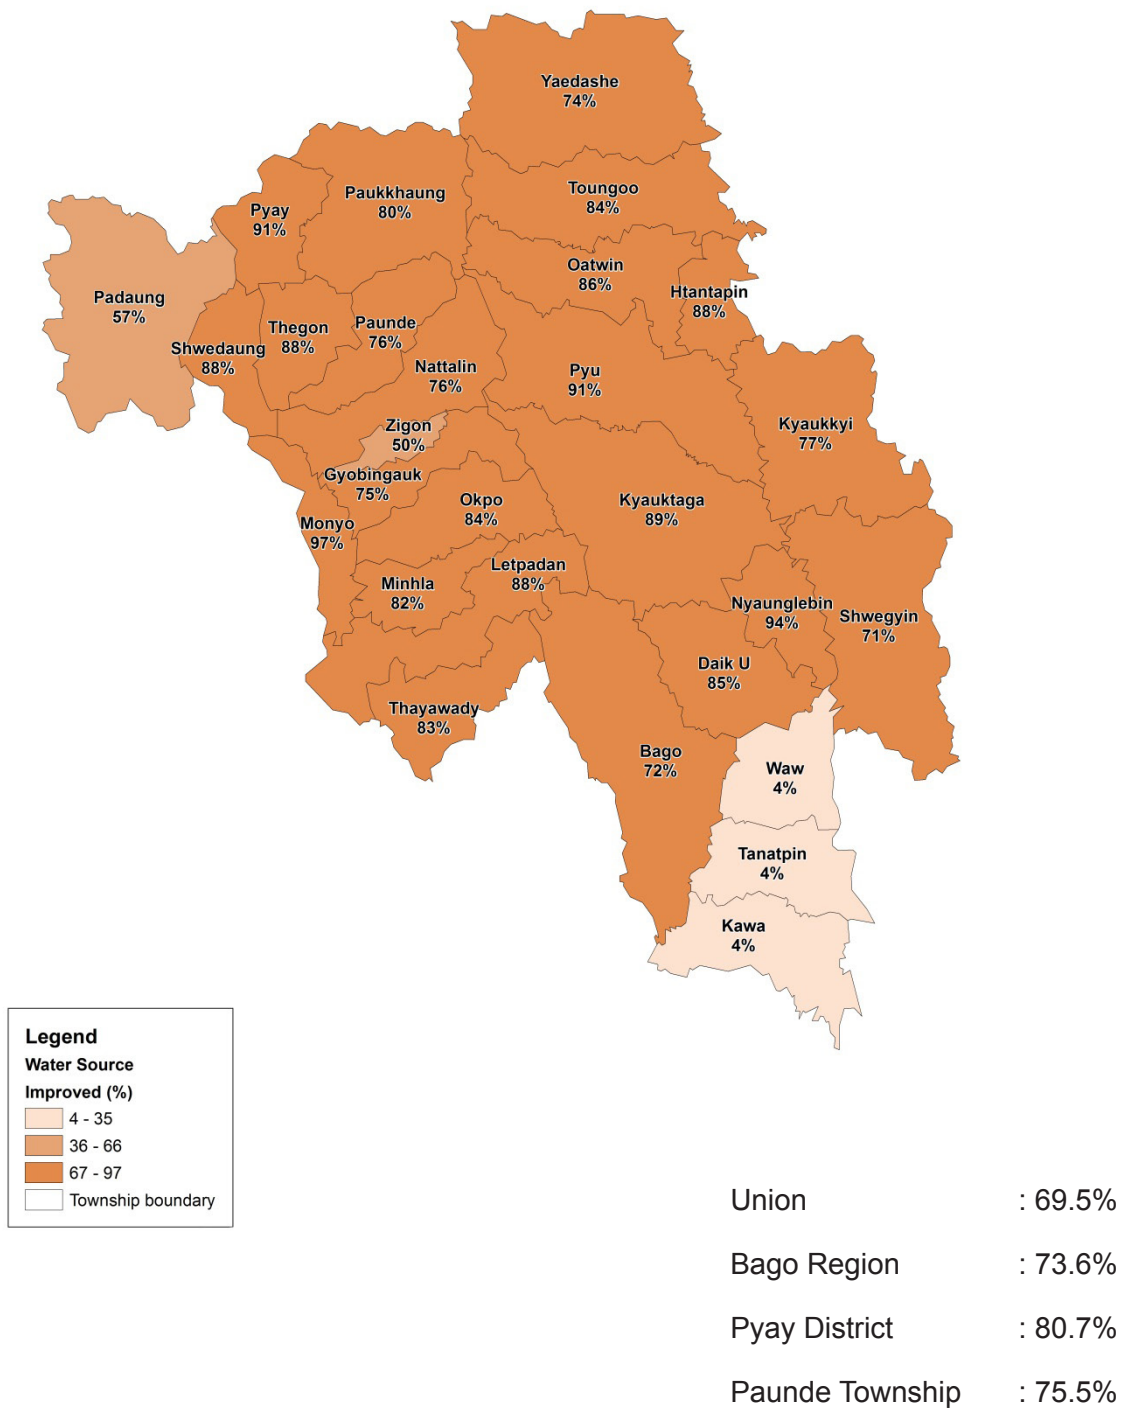 Yaedashe
74%
Paukkhaung
80%
Toungoo
84%
Pyay
91%
Oatwin
86%
Htantapin
88%
Padaung
57%
Shwedaung
88%
Thegon
88%
Paunde
76%
Nattalin
76%
Pyu
91%
Kyaukkyi
77%
Zigon
50%
Gyobingauk
75%
Okpo
84%
Kyauktaga
89%
Monyo
97%
Letpadan
88%
Minhla
82%
Nyaunglebin
94%
Shwegyin
71%
Daik U
85%
Thayawady
83%
Bago
72%
Waw
4%
Tanatpin
4%
Kawa
4%
Legend
Water Source
Improved (%)
4 - 35
36 - 66
67 - 97
Township boundary
Union : 69.5%
Bago Region : 73.6%
Pyay District : 80.7%
Paunde Township : 75.5%